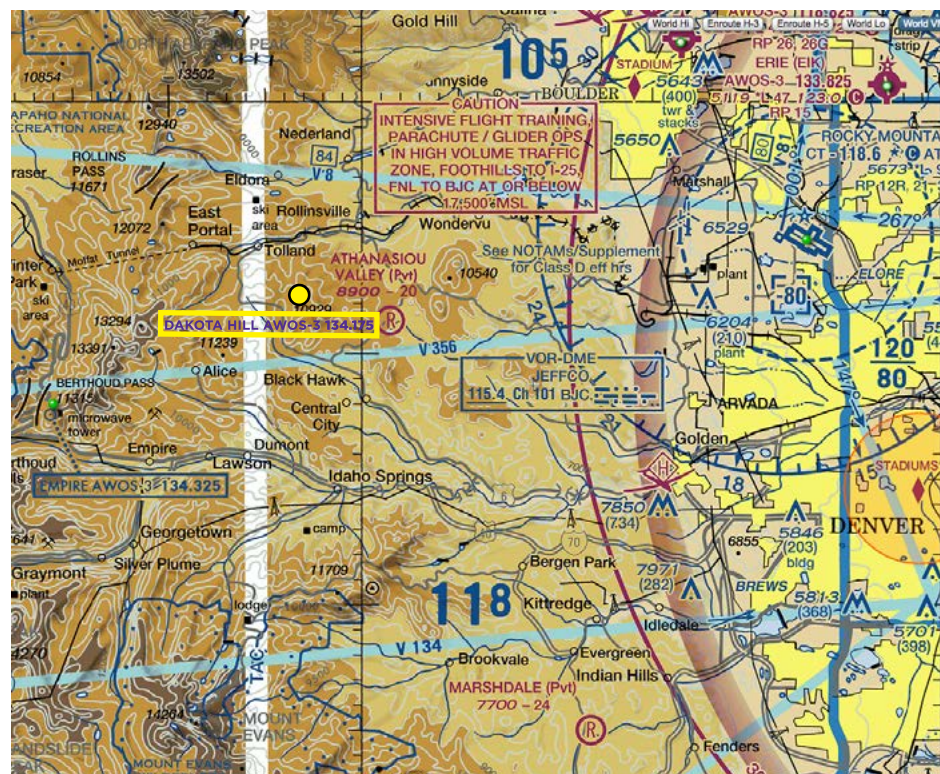 Gold Hill
World Hi
Enroute H-3
Enroute H-5
World Lo
105
30
STADIUM
RP 26, 26G
ERIE (EIK)
AWOS-3 133.825
RP 15
strip
13502
10854
5643
(400)
twr &
stacks
BOULDER
CAUTION
INTENSIVE FLIGHT TRAINING,
PARACHUTE / GLIDER OPS
IN HIGH VOLUME TRAFFIC
ZONE, FOOTHILLS TO I-25,
FNL TO BJC AT OR BELOW
17,500' MSL
12940
Nederland
5650
80
ROCKY MOUNTA
CT - 118.6
5673
RP 12R, 21,
ROLLINS
PASS
11671
84
V 8
Eldora
Marshall
ski
area
Rollinsville
East
Portal
12072
Wondervu
6529
267°
Moffat Tunnel
Tolland
See NOTAMs/Supplement
for Class D eff hrs
ATHANASIOU
VALLEY (Pvt)
8900 - 20
10540
plant
ski
area
24
80
13294
DAKOTA HILL AWOS-3 134.175
R
6204
(210)
plant
11239
13391
V 356
120
80
VOR-DME
JEFFCO
115.4 Ch 101 BJC
Alice
Black Hawk
BERTHOUD PASS
11315
microwave
tower
Central
City
21
ARVADA
Empire
Dumont
Golden
Lawson
Idaho Springs
H
18
STADIUMS
EMPIRE AWOS-3 134.325
7850
(734)
DENVER
Georgetown
camp
70
6855
5846
(203)
bldg
Silver Plume
11709
Bergen Park
7971
(282)
Graymont
plant
BREWS
5813
(368)
118
Kittredge
lodge
Idledale
5701
(398)
V 134
Brookvale
Evergreen
Indian Hills
TAC
MARSHDALE (Pvt)
7700 - 24
14264
MOUNT
EVANS
R
MOUNT EVANS
Fenders